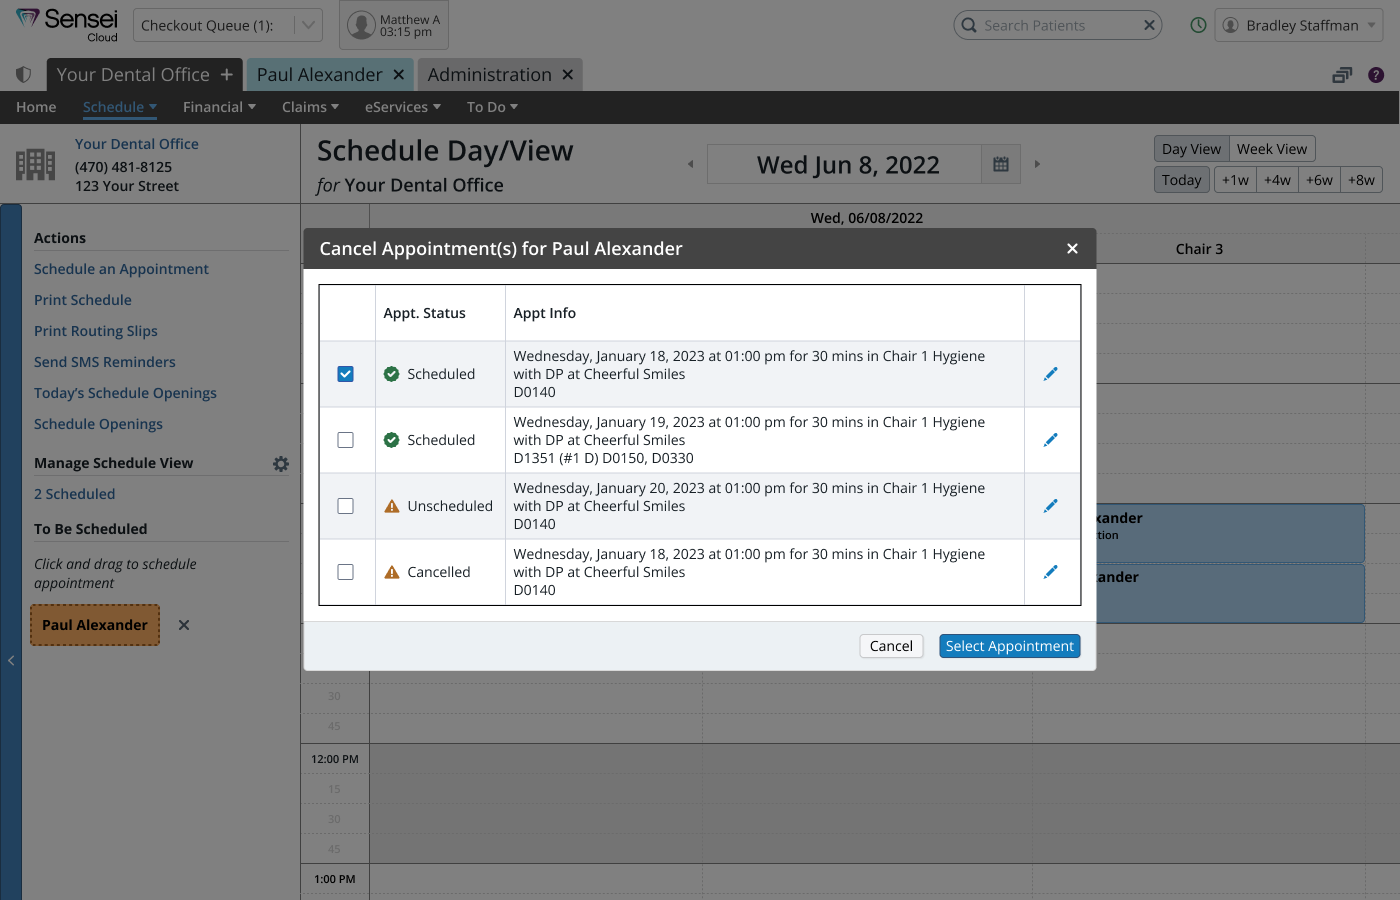 Sensei
Cloud
Checkout Queue (1):
Matthew A
03:15 pm
Search Patients
Bradley Staffman
Your Dental Office +
Paul Alexander
Administration
?
Home
Schedule
Financial
Claims
eServices
To Do
Your Dental Office
(470) 481-8125
123 Your Street
Schedule Day/View
for Your Dental Office
Wed Jun 8, 2022
Day View
Week View
Today
+1w
+4w
+6w
+8w
Wed, 06/08/2022
Chair 3
Actions
Schedule an Appointment
Print Schedule
Print Routing Slips
Send SMS Reminders
Today’s Schedule Openings
Schedule Openings
Manage Schedule View
2 Scheduled
To Be Scheduled
Click and drag to schedule
appointment
Paul Alexander
Cancel Appointment(s) for Paul Alexander
Appt. Status
Appt Info
Scheduled
Wednesday, January 18, 2023 at 01:00 pm for 30 mins in Chair 1 Hygiene
with DP at Cheerful Smiles
D0140
Scheduled
Wednesday, January 19, 2023 at 01:00 pm for 30 mins in Chair 1 Hygiene
with DP at Cheerful Smiles
D1351 (#1 D) D0150, D0330
Unscheduled
Wednesday, January 20, 2023 at 01:00 pm for 30 mins in Chair 1 Hygiene
with DP at Cheerful Smiles
D0140
Cancelled
Wednesday, January 18, 2023 at 01:00 pm for 30 mins in Chair 1 Hygiene
with DP at Cheerful Smiles
D0140
Cancel
Select Appointment
xander
tion
ander
30
45
12:00 PM
15
30
45
1:00 PM